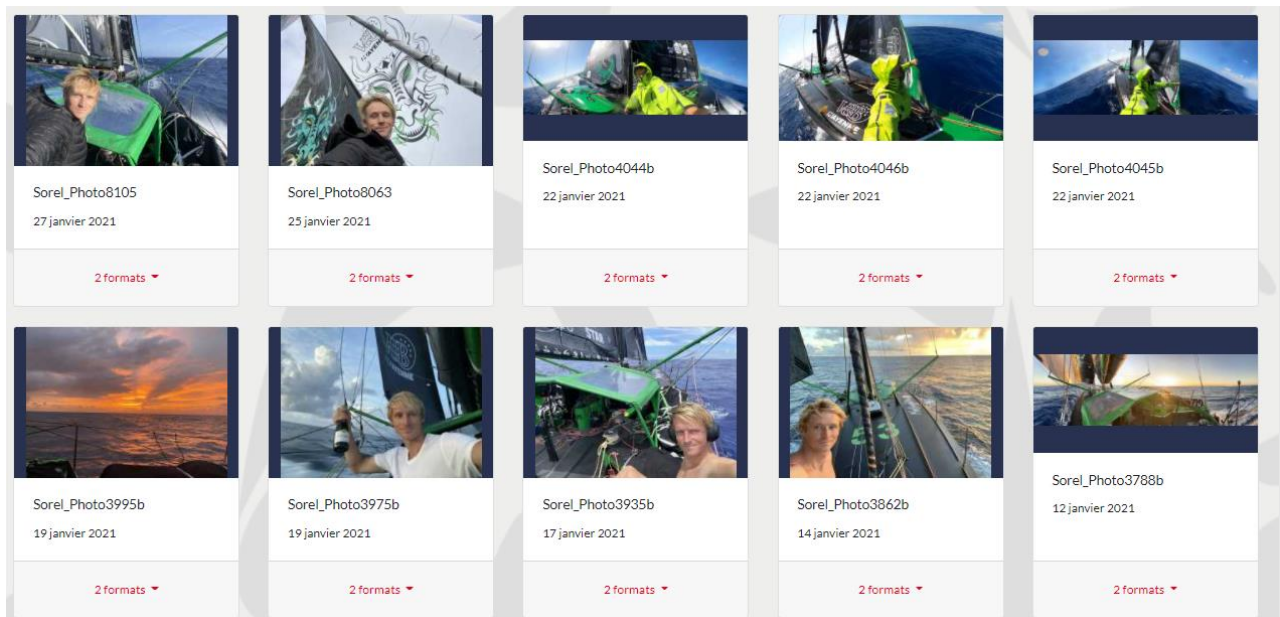 Sorel_Photo8105
27 janvier 2021
2 formats
Sorel_Photo8063
25 janvier 2021
2 formats
Sorel_Photo4044b
22 janvier 2021
2 formats
Sorel_Photo4046b
22 janvier 2021
2 formats
Sorel_Photo4045b
22 janvier 2021
2 formats
Sorel_Photo3995b
19 janvier 2021
2 formats
Sorel_Photo3975b
19 janvier 2021
2 formats
Sorel_Photo3935b
17 janvier 2021
2 formats
Sorel_Photo3862b
14 janvier 2021
2 formats
Sorel_Photo3788b
12 janvier 2021
2 formats